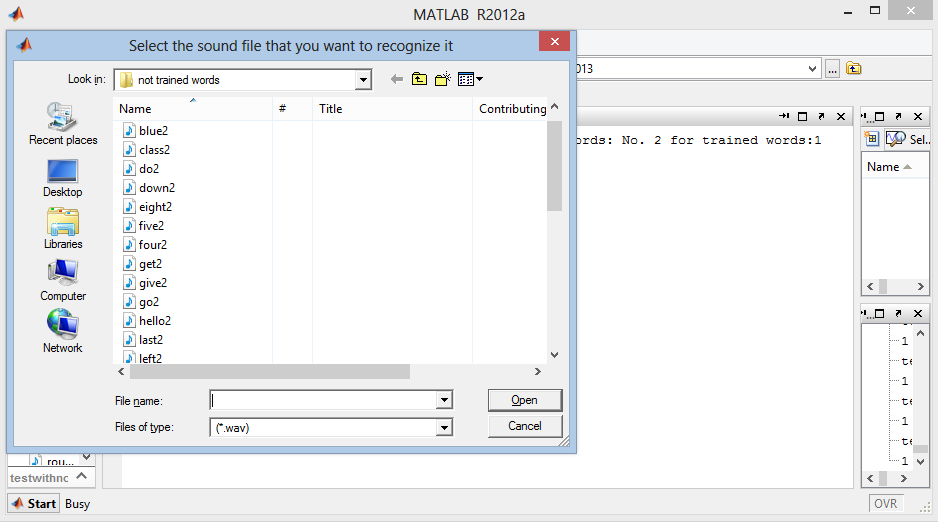 MATLAB R2012a
Select the sound file that you want to recognize it
Look in: not trained words
013
...
Name # Title Contributing
Recent places
Desktop
Libraries
Computer
Network
blue2
class2
do2
down2
eight2
five2
four2
get2
give2
go2
hello2
last2
left2
File name:
Open
Files of type: (*.wav)
Cancel
ords: No. 2 for trained words:1
Sel..
Name
1
te
1
te
1
te
1
rou...
testwithnc
Start Busy
OVR